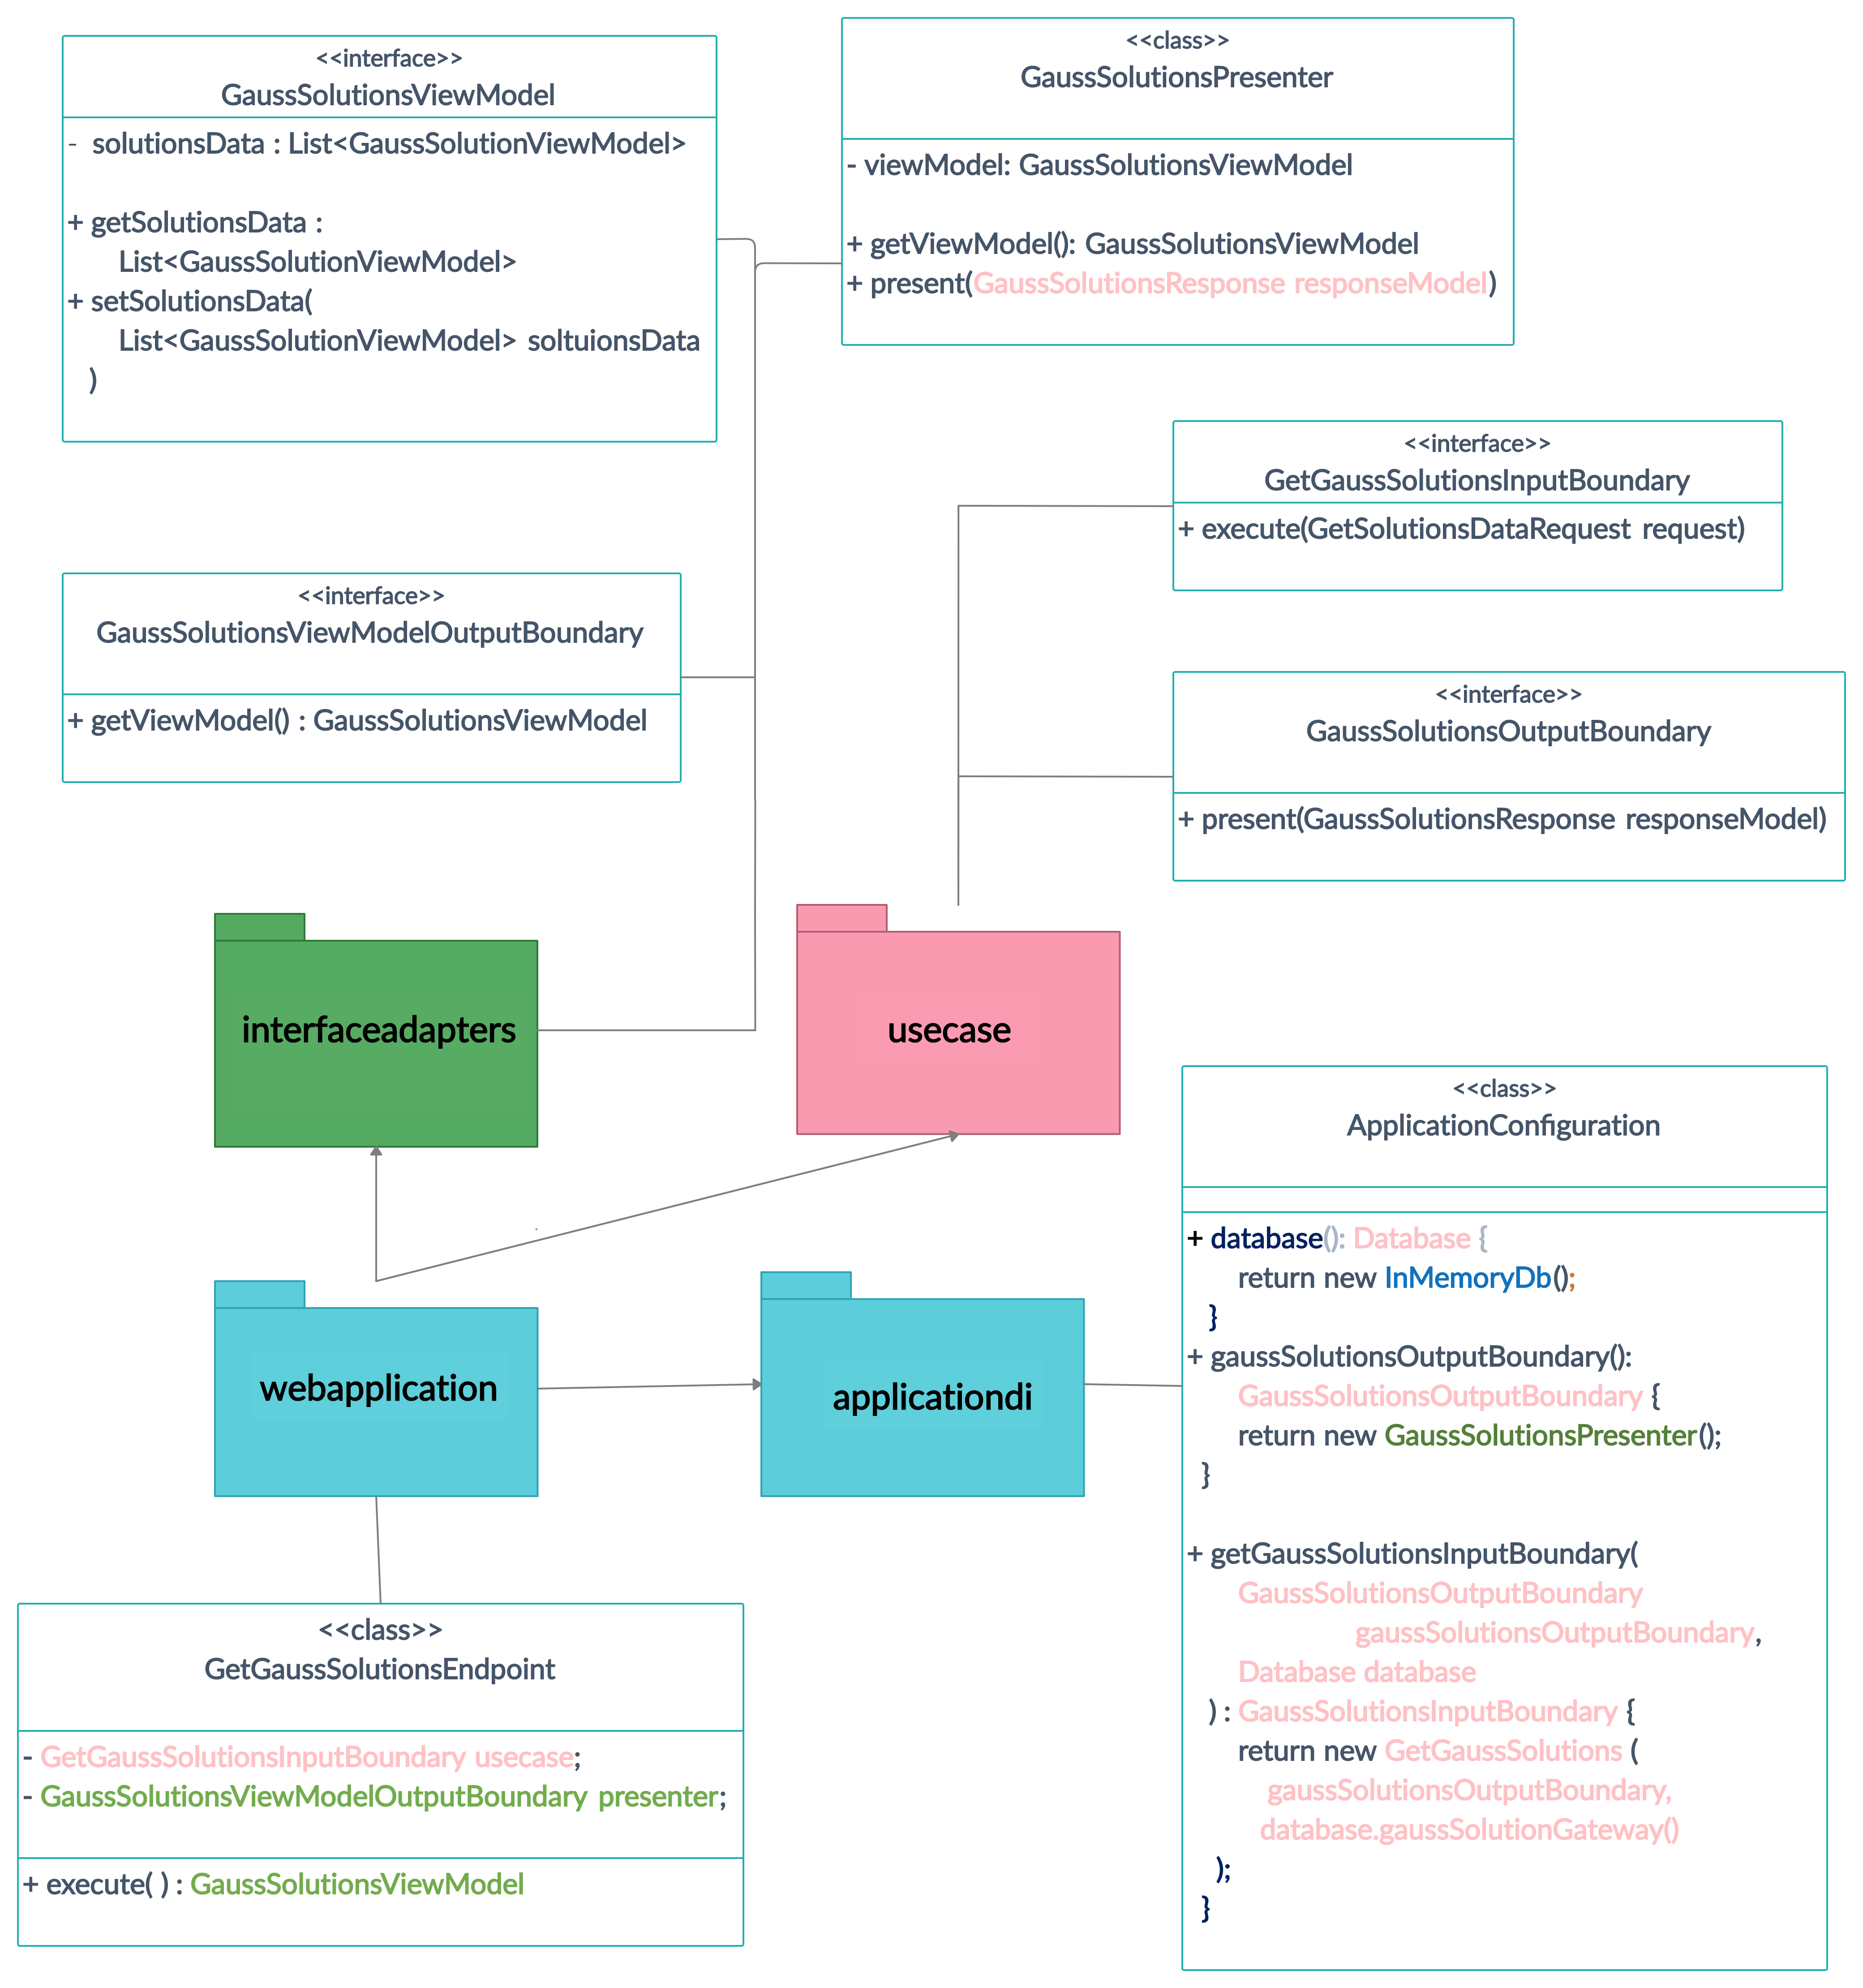 <<interface>>
GaussSolutionsViewModel
- solutionsData : List<GaussSolutionViewModel>
+ getSolutionsData :
List<GaussSolutionViewModel>
+ setSolutionsData(
List<GaussSolutionViewModel> soltuionsData
)
<<class>>
GaussSolutionsPresenter
- viewModel: GaussSolutionsViewModel
+ getViewModel(): GaussSolutionsViewModel
+ present(GaussSolutionsResponse responseModel)
<<interface>>
GetGaussSolutionsInputBoundary
+ execute(GetSolutionsDataRequest request)
<<interface>>
GaussSolutionsViewModelOutputBoundary
+ getViewModel() : GaussSolutionsViewModel
<<interface>>
GaussSolutionsOutputBoundary
+ present(GaussSolutionsResponse responseModel)
interfaceadapters
usecase
webapplication
applicationdi
<<class>>
ApplicationConfiguration
+ database(): Database {
return new InMemoryDb();
}
+ gaussSolutionsOutputBoundary():
GaussSolutionsOutputBoundary {
return new GaussSolutionsPresenter();
}
+ getGaussSolutionsInputBoundary(
GaussSolutionsOutputBoundary
gaussSolutionsOutputBoundary,
Database database
) : GaussSolutionsInputBoundary {
return new GetGaussSolutions (
gaussSolutionsOutputBoundary,
database.gaussSolutionGateway()
);
}
<<class>>
GetGaussSolutionsEndpoint
- GetGaussSolutionsInputBoundary usecase;
- GaussSolutionsViewModelOutputBoundary presenter;
+ execute( ) : GaussSolutionsViewModel